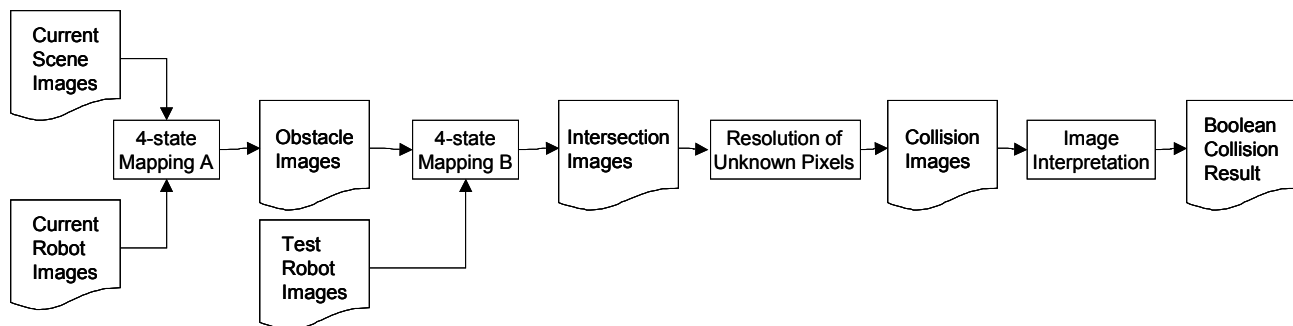 Current
Scene
Images
Current
Robot
Images
4-state
Mapping A
Obstacle
Images
Test
Robot
Images
4-state
Mapping B
Intersection
Images
Resolution of
Unknown Pixels
Collision
Images
Image
Interpretation
Boolean
Collision
Result